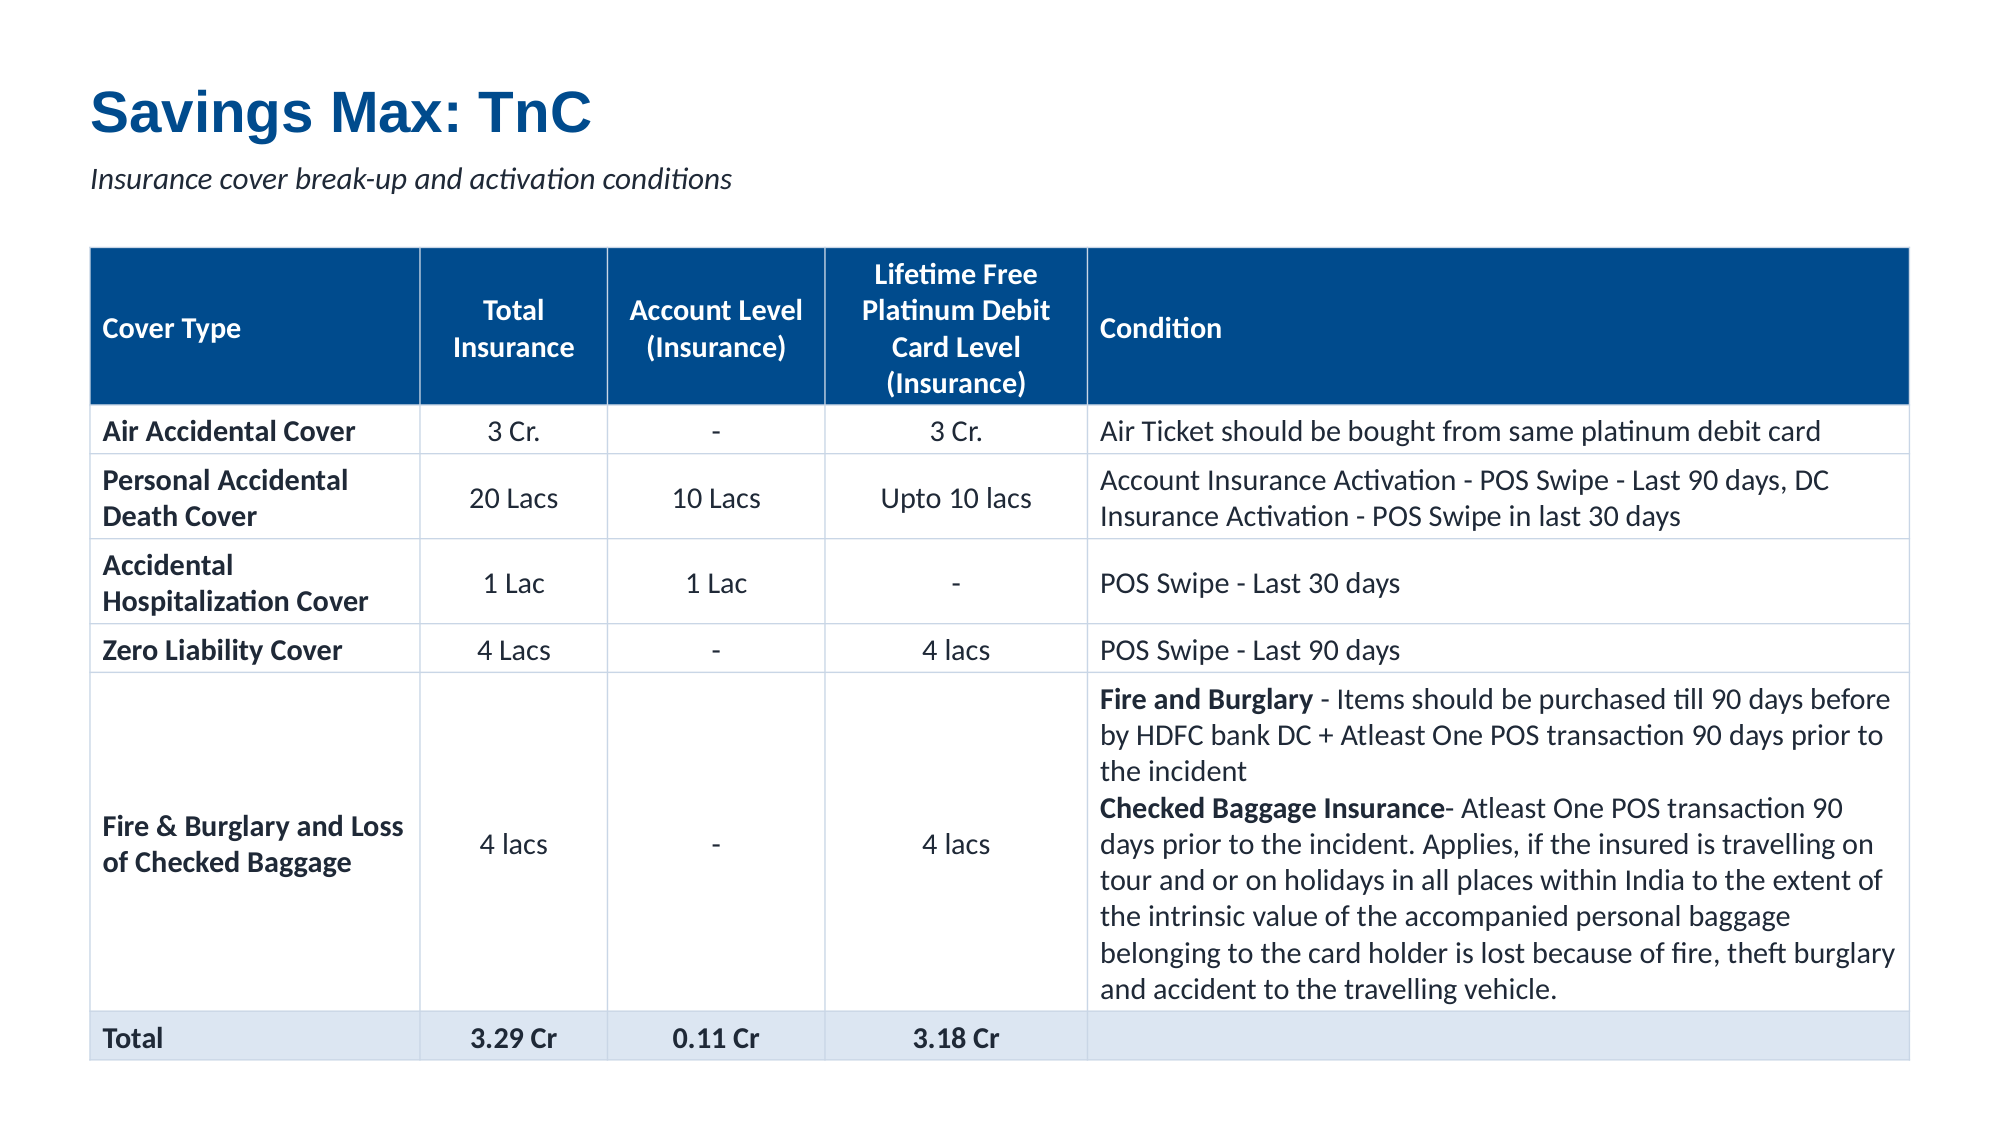 Savings Max: TnC
Insurance cover break-up and activation conditions
Cover Type
Total
Insurance
Account Level
(Insurance)
Lifetime Free
Platinum Debit
Card Level
(Insurance)
Condition
Air Accidental Cover
3 Cr.
-
3 Cr.
Air Ticket should be bought from same platinum debit card
Personal Accidental
Death Cover
20 Lacs
10 Lacs
Upto 10 lacs
Account Insurance Activation - POS Swipe - Last 90 days, DC
Insurance Activation - POS Swipe in last 30 days
Accidental
Hospitalization Cover
1 Lac
1 Lac
-
POS Swipe - Last 30 days
Zero Liability Cover
4 Lacs
-
4 lacs
POS Swipe - Last 90 days
Fire & Burglary and Loss
of Checked Baggage
4 lacs
-
4 lacs
Fire and Burglary - Items should be purchased till 90 days before
by HDFC bank DC + Atleast One POS transaction 90 days prior to
the incident
Checked Baggage Insurance- Atleast One POS transaction 90
days prior to the incident. Applies, if the insured is travelling on
tour and or on holidays in all places within India to the extent of
the intrinsic value of the accompanied personal baggage
belonging to the card holder is lost because of fire, theft burglary
and accident to the travelling vehicle.
Total
3.29 Cr
0.11 Cr
3.18 Cr